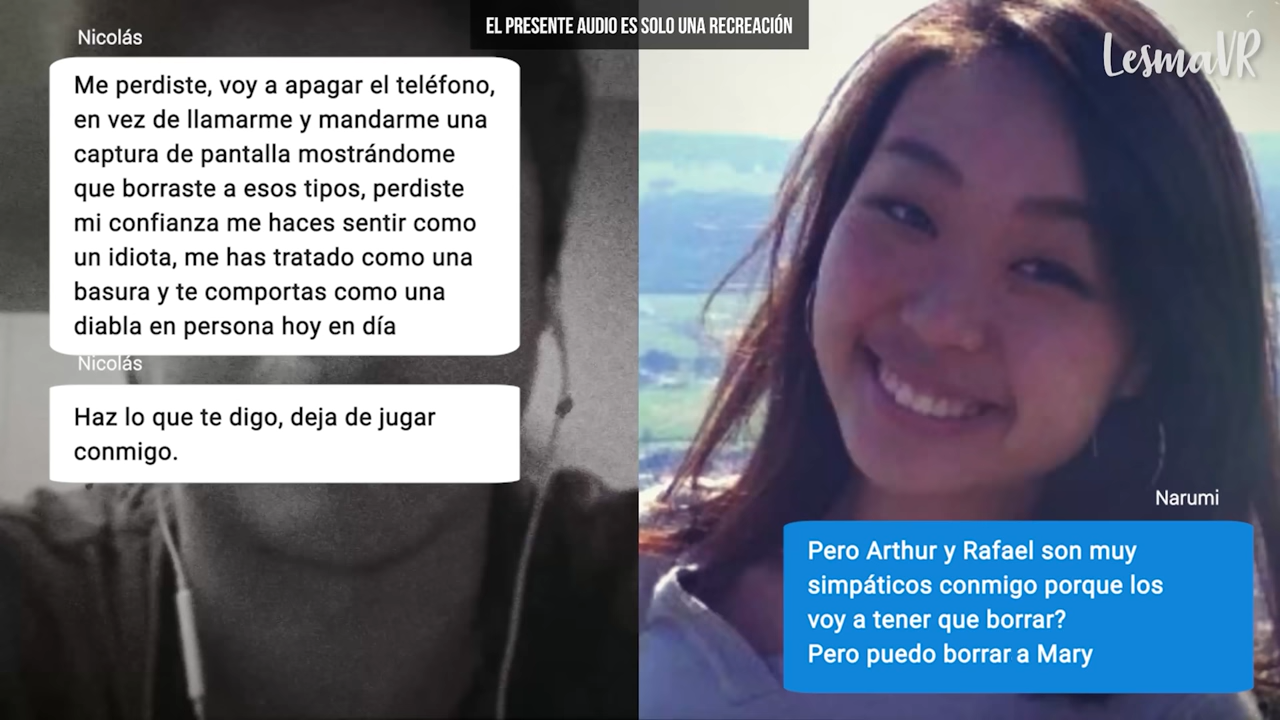 EL PRESENTE AUDIO ES SOLO UNA RECREACIÓN
LesmaVR
Nicolás
Me perdiste, voy a apagar el teléfono,
en vez de llamarme y mandarme una
captura de pantalla mostrándome
que borraste a esos tipos, perdiste
mi confianza me haces sentir como
un idiota, me has tratado como una
basura y te comportas como una
diabla en persona hoy en día
Nicolás
Haz lo que te digo, deja de jugar
conmigo.
Narumi
Pero Arthur y Rafael son muy
simpáticos conmigo porque los
voy a tener que borrar?
Pero puedo borrar a Mary